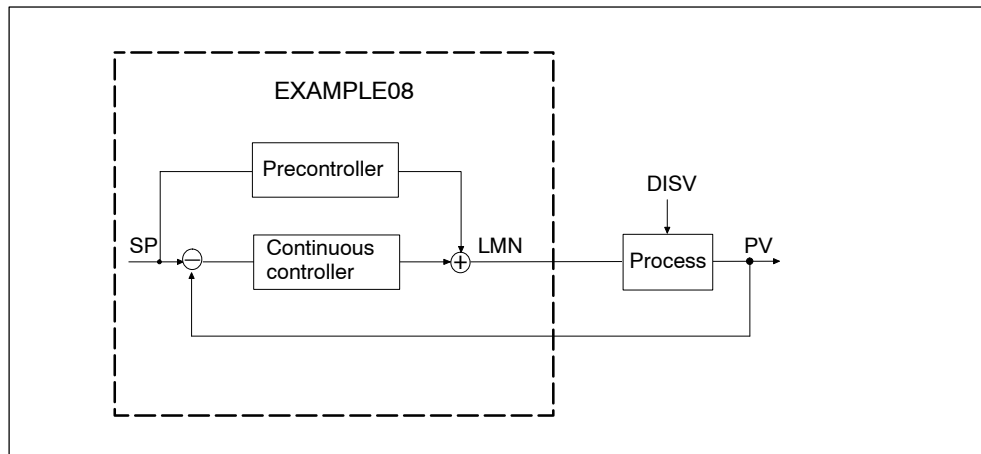 EXAMPLE08
Precontroller
DISV
SP
Continuous
controller
LMN
Process
PV